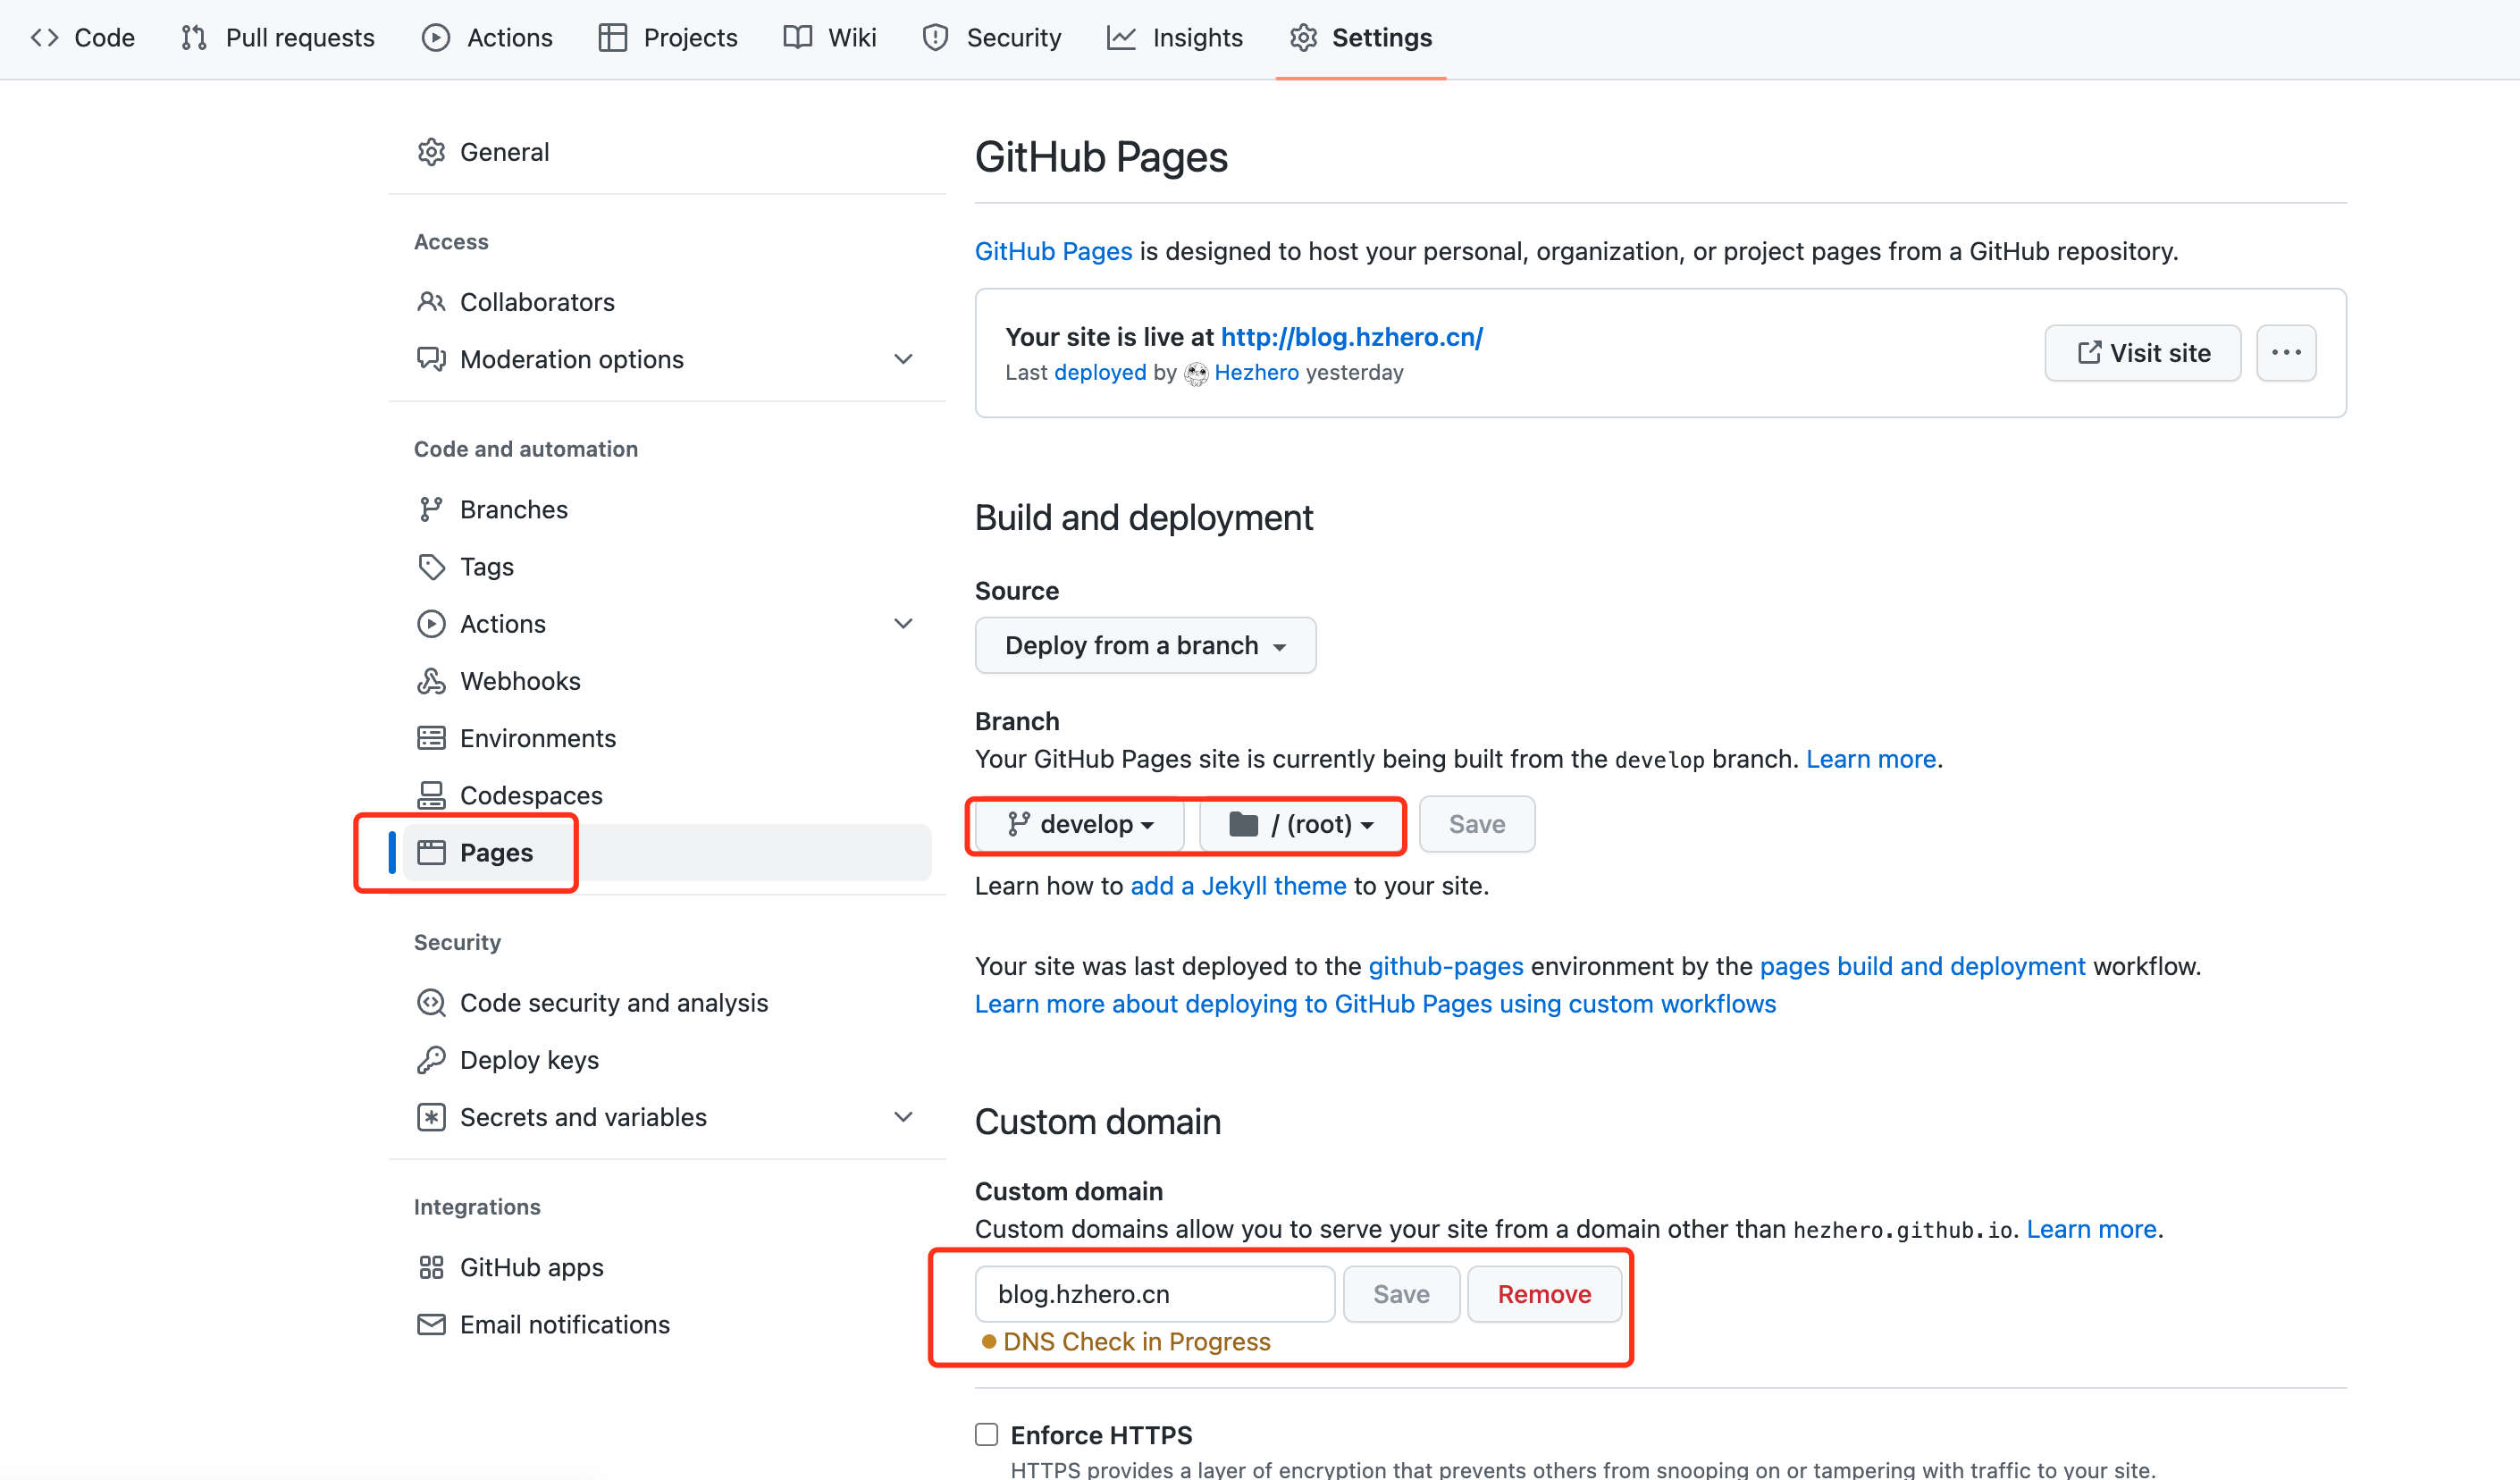 Code Pull requests Actions Projects Wiki Security Insights Settings
General
Access
Collaborators
Moderation options
Code and automation
Branches
Tags
Actions
Webhooks
Environments
Codespaces
Pages
Security
Code security and analysis
Deploy keys
Secrets and variables
Integrations
GitHub apps
Email notifications
GitHub Pages
GitHub Pages is designed to host your personal, organization, or project pages from a GitHub repository.
Your site is live at http://blog.hzhero.cn/
Last deployed by Hezhero yesterday
Visit site
Build and deployment
Source
Deploy from a branch
Branch
Your GitHub Pages site is currently being built from the develop branch. Learn more.
develop / (root) Save
Learn how to add a Jekyll theme to your site.
Your site was last deployed to the github-pages environment by the pages build and deployment workflow.
Learn more about deploying to GitHub Pages using custom workflows
Custom domain
Custom domain
Custom domains allow you to serve your site from a domain other than hezhero.github.io. Learn more.
blog.hzhero.cn Save Remove
DNS Check in Progress
Enforce HTTPS
HTTPS provides a layer of encryption that prevents others from snooping on or tampering with traffic to your site.